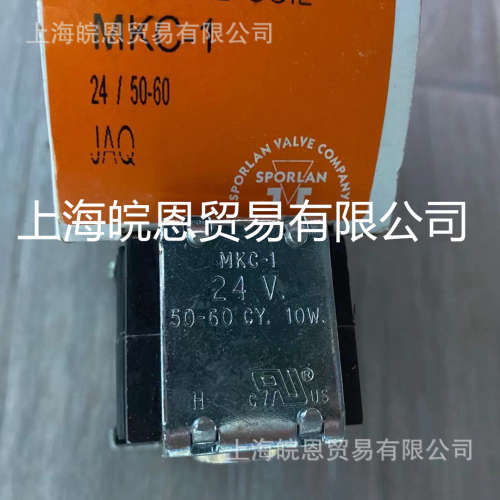 上海皖恩贸易有限公司
COIL
MKC-1
24 / 50-60
JAQ
SPORLAN VALVE COMPANY
SPORLAN
上海皖恩贸易有限公司
MKC-1
24 V.
50-60 CY. 10W.
H
C RU ® US
上海皖恩贸易有限公司